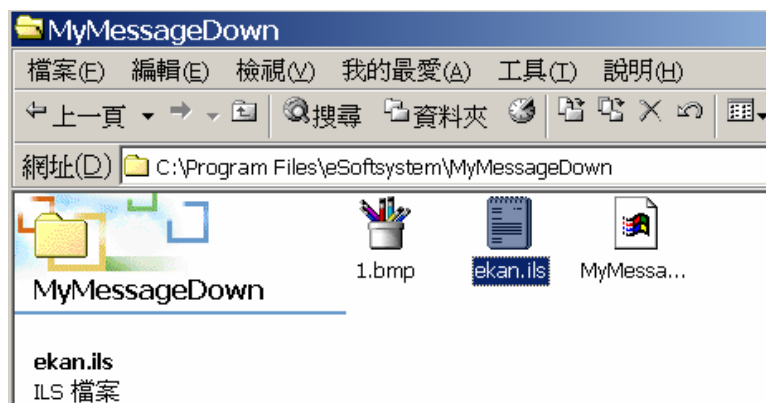 MyMessageDown
檔案(F) 編輯(E) 檢視(V) 我的最愛(A) 工具(T) 說明(H)
上一頁 搜尋 資料夾
網址(D) C:\Program Files\eSoftsystem\MyMessageDown
1.bmp ekan.ils MyMessa...
MyMessageDown
ekan.ils
ILS 檔案